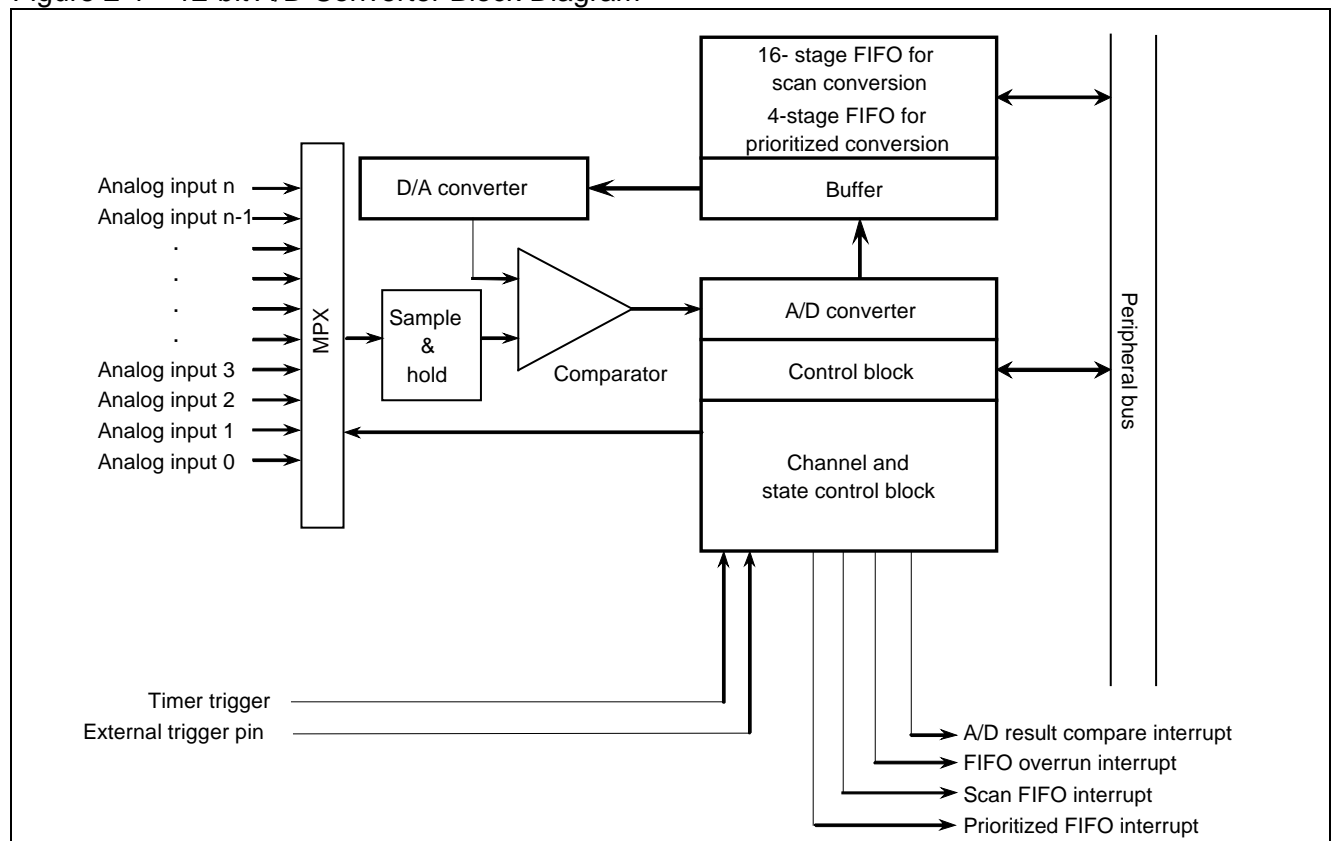 16- stage FIFO for
scan conversion
4-stage FIFO for
prioritized conversion
Buffer
D/A converter
Analog input n
Analog input n-1
.
.
.
.
Analog input 3
Analog input 2
Analog input 1
Analog input 0
MPX
Sample
&
hold
Comparator
A/D converter
Control block
Channel and
state control block
Peripheral bus
Timer trigger
External trigger pin
A/D result compare interrupt
FIFO overrun interrupt
Scan FIFO interrupt
Prioritized FIFO interrupt